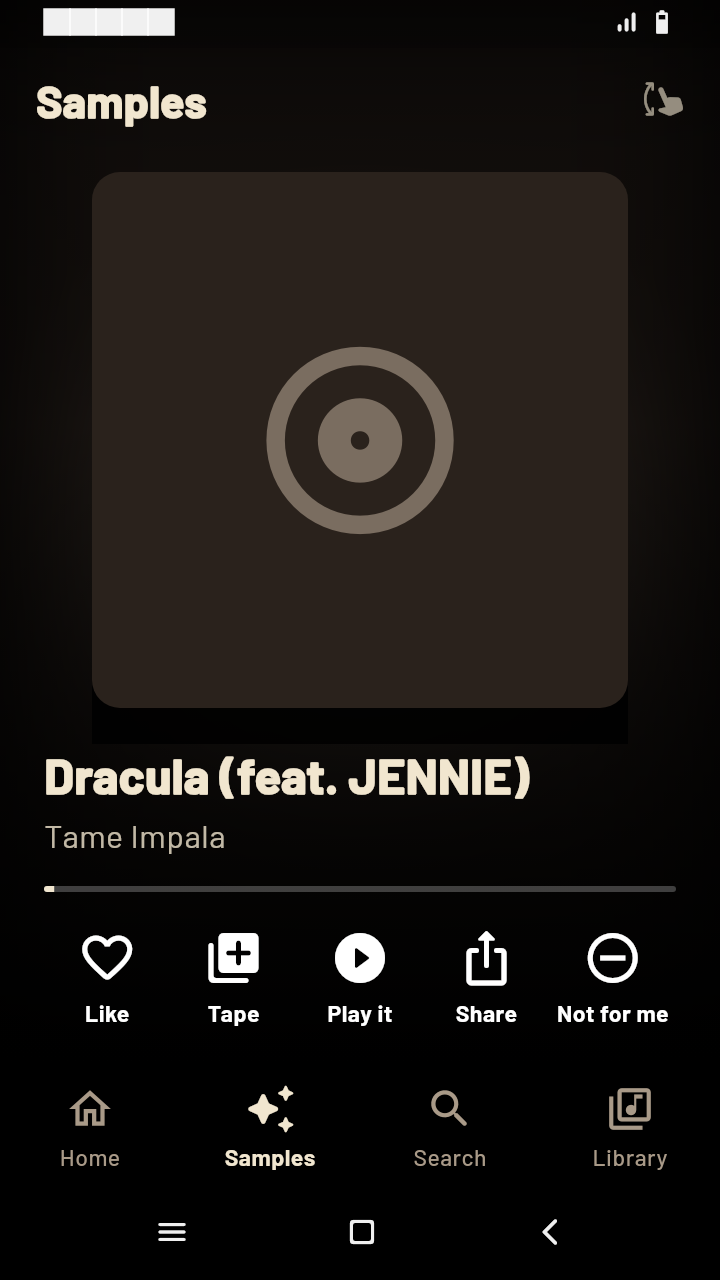 Samples
Dracula (feat. JENNIE)
Tame Impala
Like
Tape
Play it
Share
Not for me
Home
Samples
Search
Library